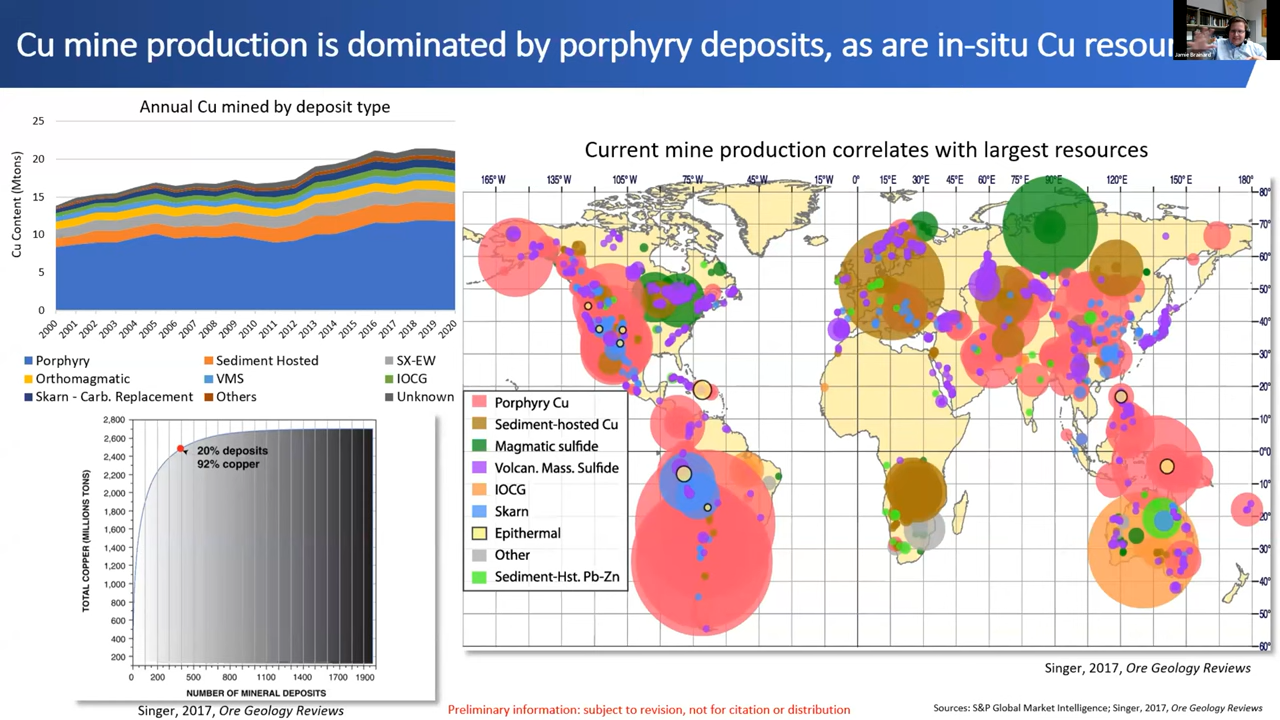 Cu mine production is dominated by porphyry deposits, as are in-situ Cu resour
Jamie Brainard
Annual Cu mined by deposit type
Cu Content (Mtons)
25
20
15
10
5
0
2000 2001 2002 2003 2004 2005 2006 2007 2008 2009 2010 2011 2012 2013 2014 2015 2016 2017 2018 2019 2020
Porphyry Sediment Hosted SX-EW
Orthomagmatic VMS IOCG
Skarn - Carb. Replacement Others Unknown
TOTAL COPPER (MILLIONS TONS)
2,800
2,600
2,400
2,200
2,000
1,800
1,600
1,400
1,200
1,000
800
600
400
200
20% deposits
92% copper
0 200 500 800 1100 1400 1700 1900
NUMBER OF MINERAL DEPOSITS
Singer, 2017, Ore Geology Reviews
Current mine production correlates with largest resources
165° W 135° W 105° W 75° W 45° W 15° W 0° 15° E 30° E 45° E 60° E 75° E 90° E 120° E 150° E 180°
80°
70°
60°
50°
40°
30°
20°
10°
0°
10°
20°
30°
40°
50°
60°
Porphyry Cu
Sediment-hosted Cu
Magmatic sulfide
Volcan. Mass. Sulfide
IOCG
Skarn
Epithermal
Other
Sediment-Hst. Pb-Zn
Singer, 2017, Ore Geology Reviews
Preliminary information: subject to revision, not for citation or distribution
Sources: S&P Global Market Intelligence; Singer, 2017, Ore Geology Reviews